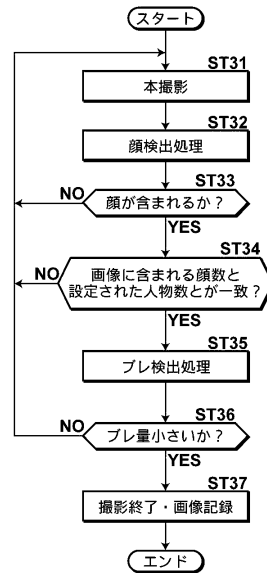 スタート
ST31
本撮影
ST32
顔検出処理
ST33
顔が含まれるか?
NO
YES
ST34
画像に含まれる顔数と
設定された人物数とが一致?
NO
YES
ST35
ブレ検出処理
ST36
ブレ量小さいか?
NO
YES
ST37
撮影終了・画像記録
エンド